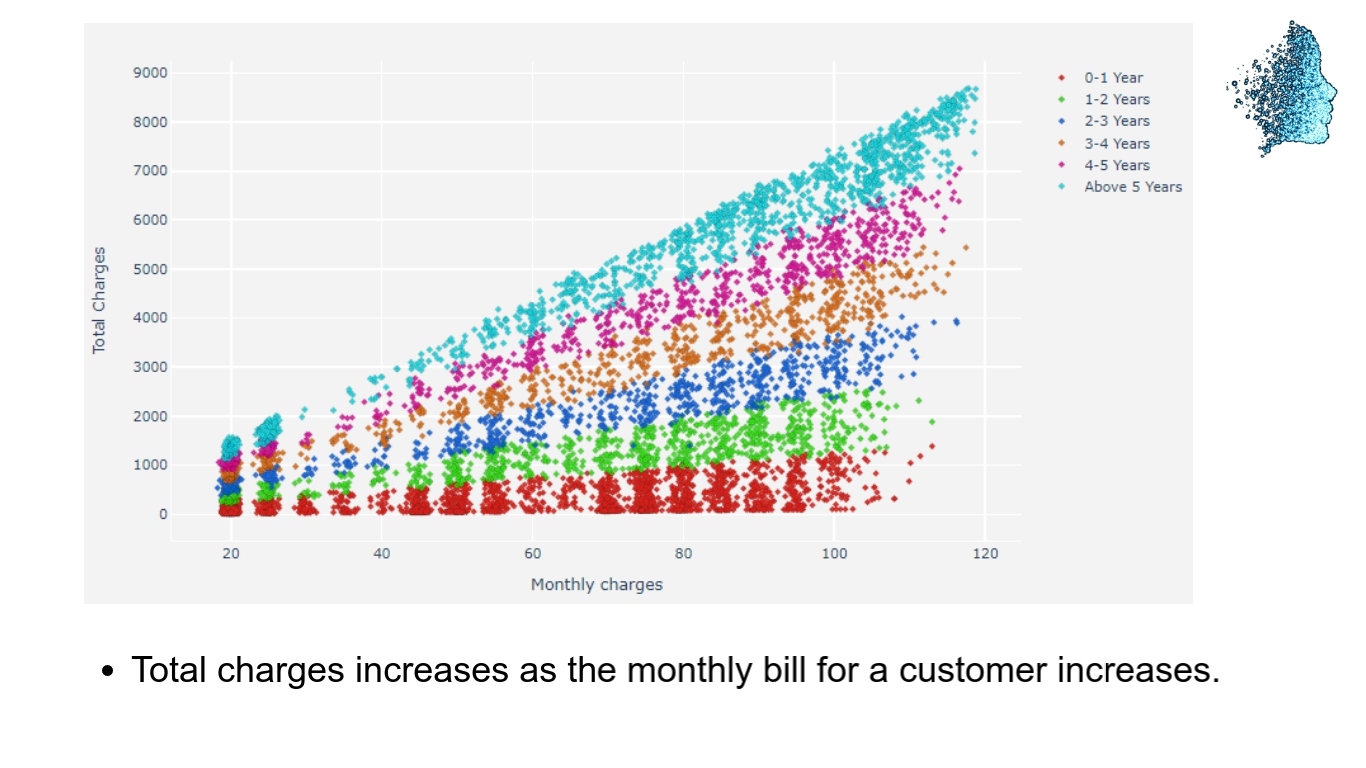 9000
8000
7000
6000
5000
4000
3000
2000
1000
0
Total Charges
20 40 60 80 100 120
Monthly charges
0-1 Year
1-2 Years
2-3 Years
3-4 Years
4-5 Years
Above 5 Years
• Total charges increases as the monthly bill for a customer increases.